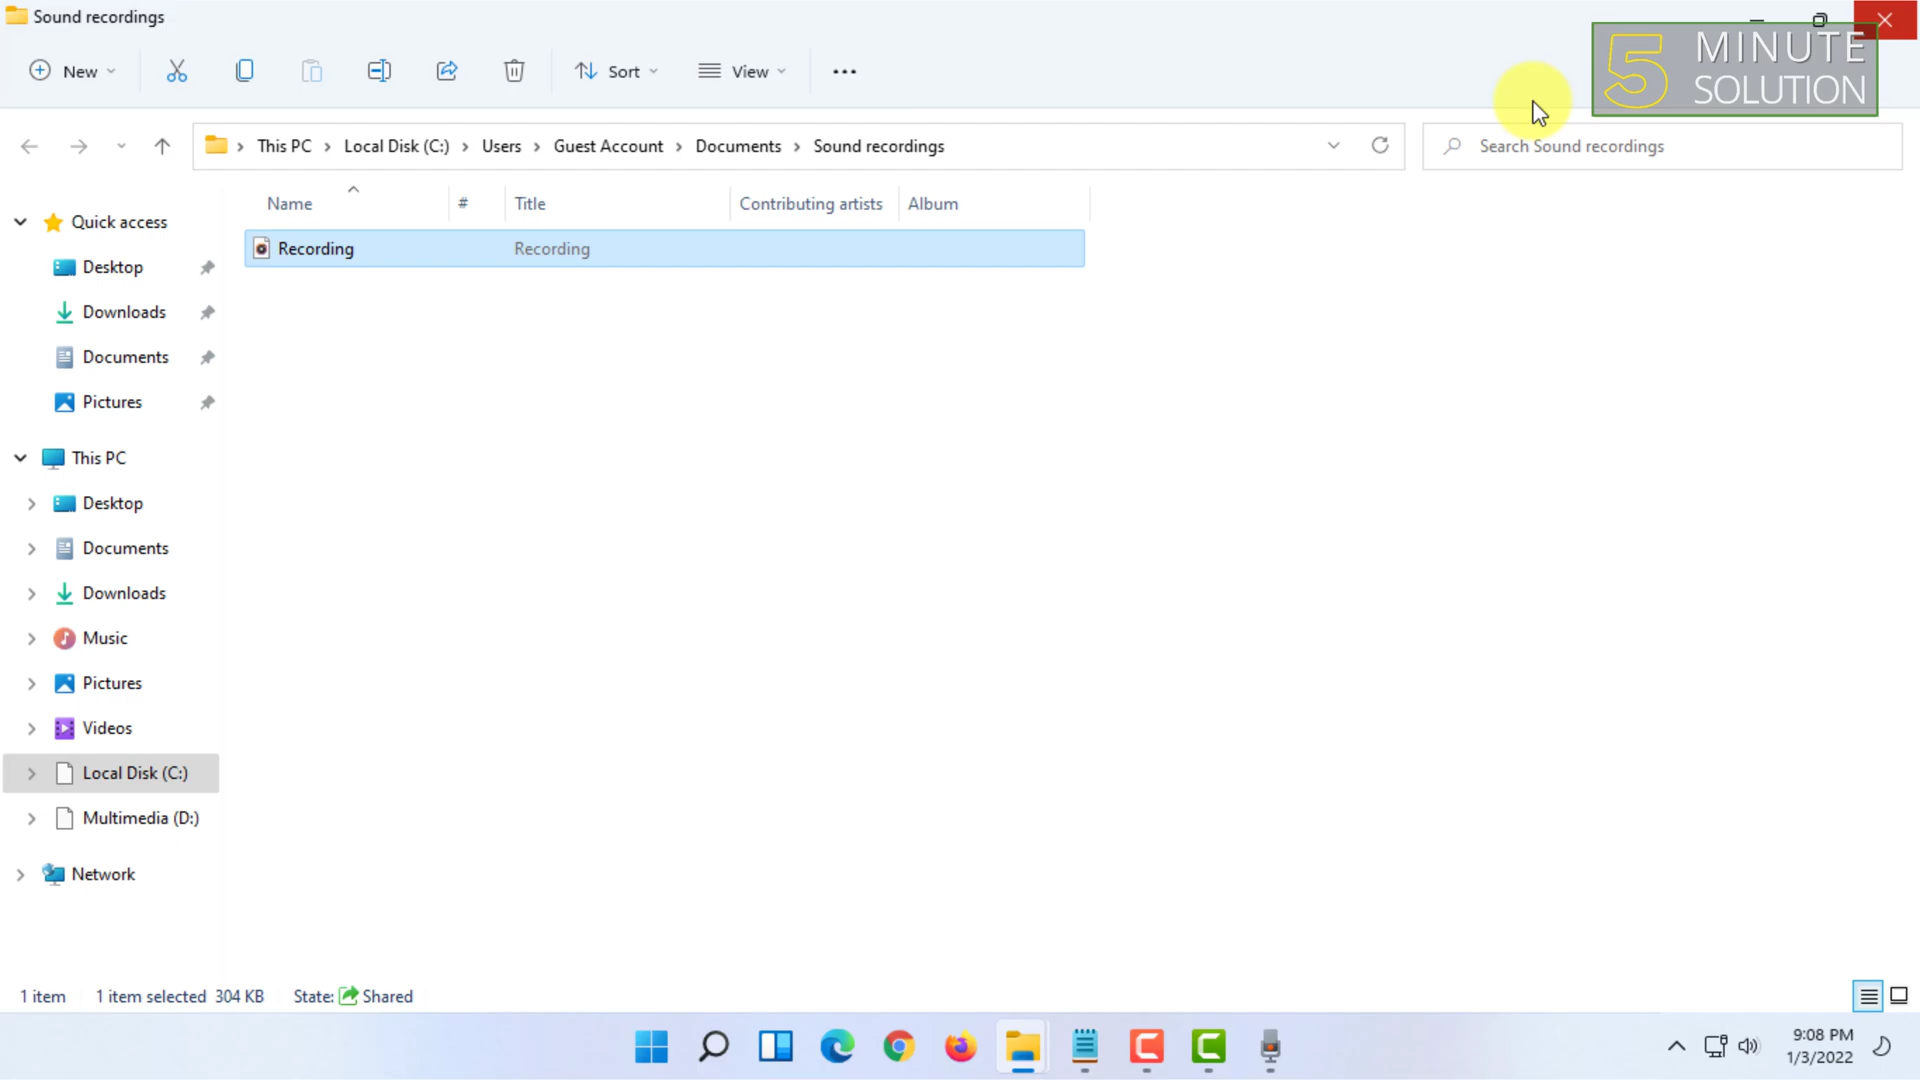 Sound recordings
5 MINUTE
SOLUTION
New
Sort
View
This PC > Local Disk (C:) > Users > Guest Account > Documents > Sound recordings
Search Sound recordings
Name # Title Contributing artists Album
Recording Recording
Quick access
Desktop
Downloads
Documents
Pictures
This PC
Desktop
Documents
Downloads
Music
Pictures
Videos
Local Disk (C:)
Multimedia (D:)
Network
1 item 1 item selected 304 KB State: Shared
9:08 PM
1/3/2022